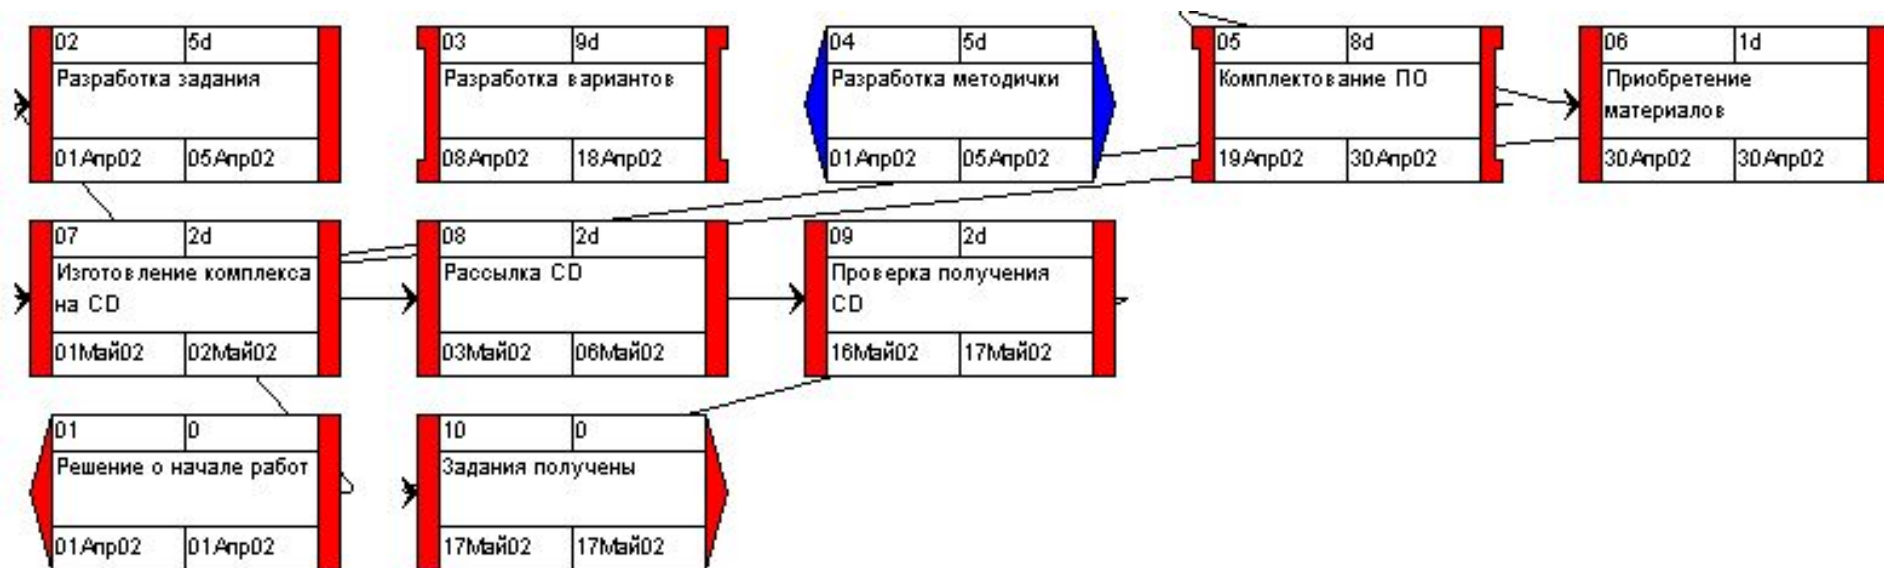 02 5d
Разработка задания
01Апр02 05Апр02
03 9d
Разработка вариантов
08Апр02 18Апр02
04 5d
Разработка методички
01Апр02 05Апр02
05 8d
Комплектование ПО
19Апр02 30Апр02
06 1d
Приобретение
материалов
30Апр02 30Апр02
07 2d
Изготовление комплекса
на CD
01Май02 02Май02
08 2d
Рассылка CD
03Май02 06Май02
09 2d
Проверка получения
CD
16Май02 17Май02
01 0
Решение о начале работ
01Апр02 01Апр02
10 0
Задания получены
17Май02 17Май02